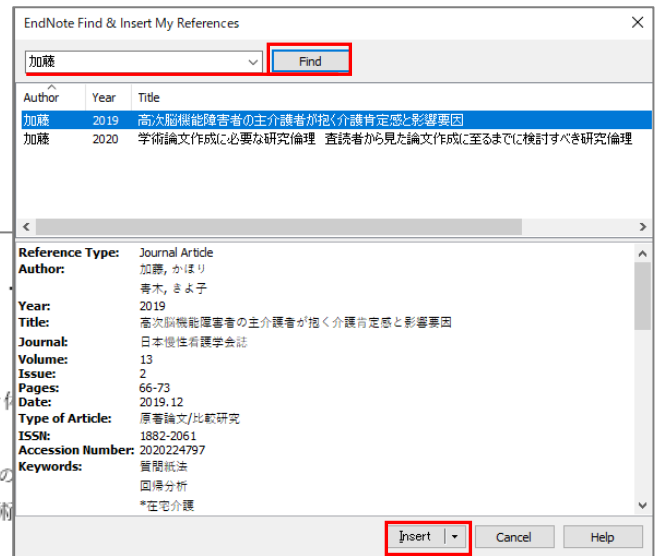 EndNote Find & Insert My References
加藤 Find
Author Year Title
加藤 2019 高次脳機能障害者の主介護者が抱く介護肯定感と影響要因
加藤 2020 学術論文作成に必要な研究倫理 査読者から見た論文作成に至るまでに検討すべき研究倫理
Reference Type: Journal Article
Author: 加藤, かほり
青木, きよ子
Year: 2019
Title: 高次脳機能障害者の主介護者が抱く介護肯定感と影響要因
Journal: 日本慢性看護学会誌
Volume: 13
Issue: 2
Pages: 66-73
Date: 2019.12
Type of Article: 原著論文/比較研究
ISSN: 1882-2061
Accession Number: 2020224797
Keywords: 質問紙法
の
回帰分析
術
*在宅介護
Insert Cancel Help